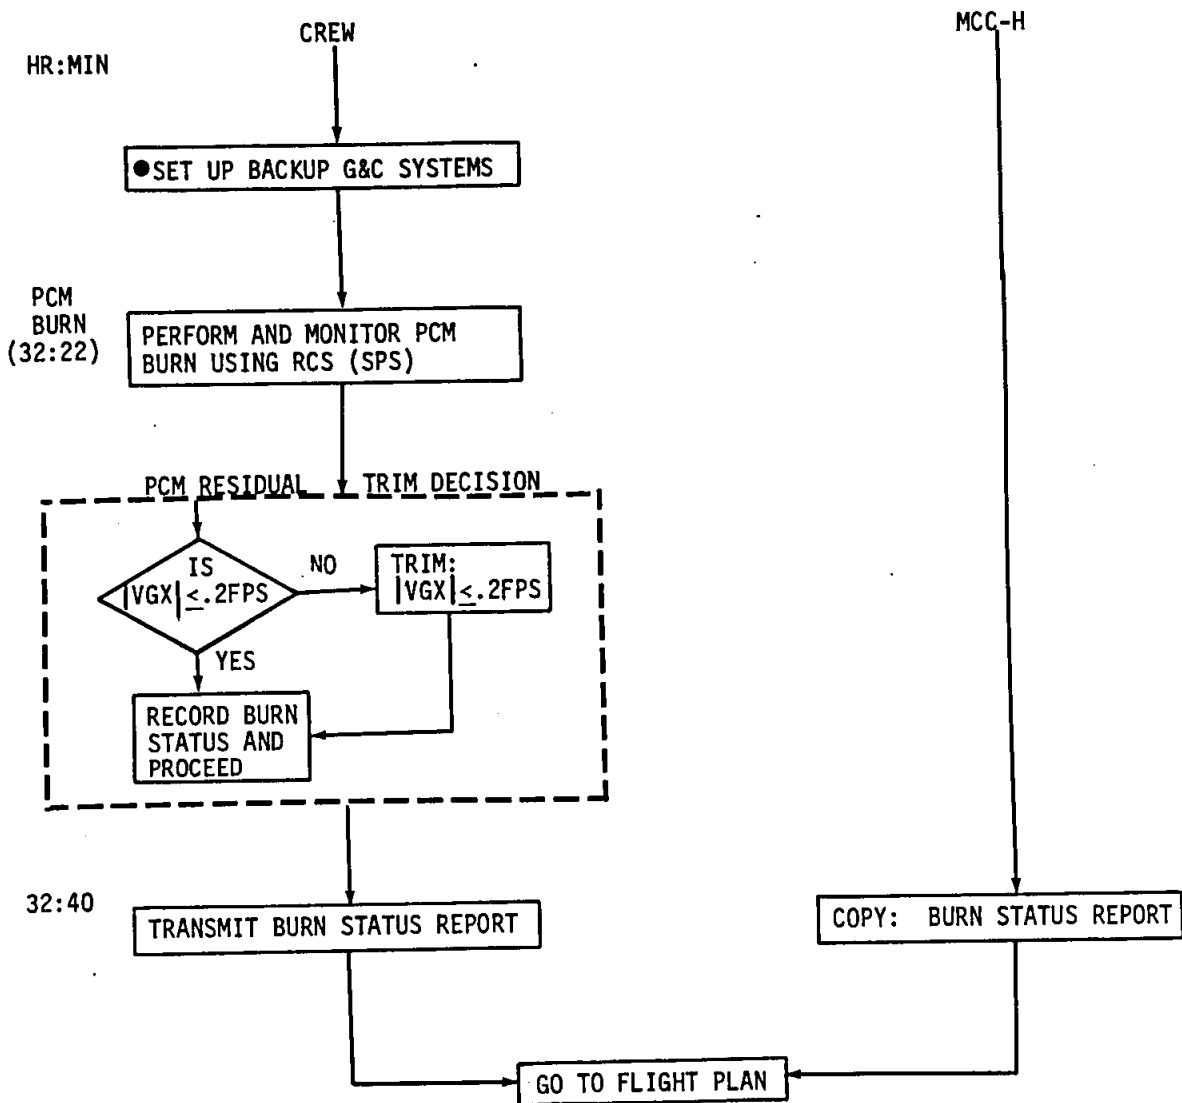 CREW
MCC-H
HR:MIN
●SET UP BACKUP G&C SYSTEMS
PCM
BURN
(32:22)
PERFORM AND MONITOR PCM
BURN USING RCS (SPS)
PCM RESIDUAL TRIM DECISION
IS
|VGX|≤.2FPS
NO
TRIM:
|VGX|≤.2FPS
YES
RECORD BURN
STATUS AND
PROCEED
32:40
TRANSMIT BURN STATUS REPORT
COPY: BURN STATUS REPORT
GO TO FLIGHT PLAN